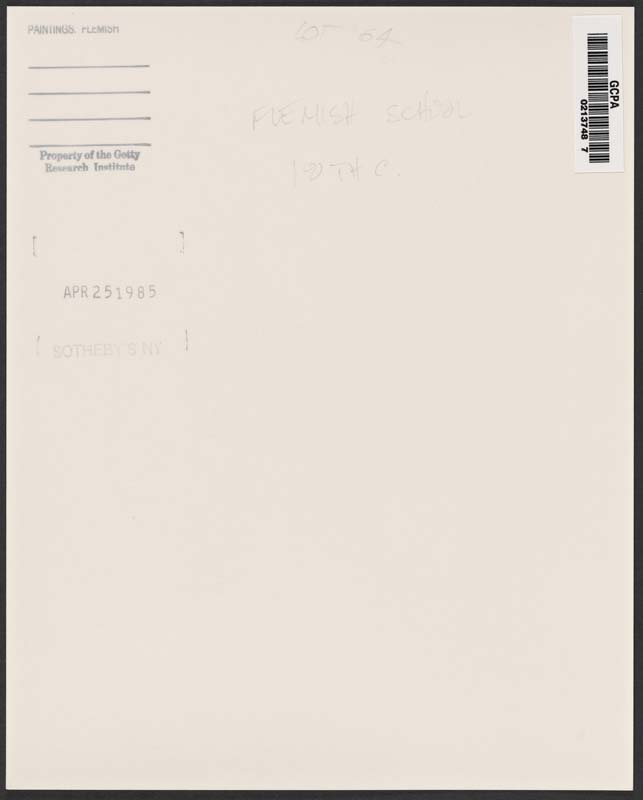 PAINTINGS, FLEMISH
LOT 64
FLEMISH SCHOOL
18TH C.
Property of the Getty
Research Institute
[ ]
APR 25 1985
[ SOTHEBY'S NY ]
GCPA
0213748 7